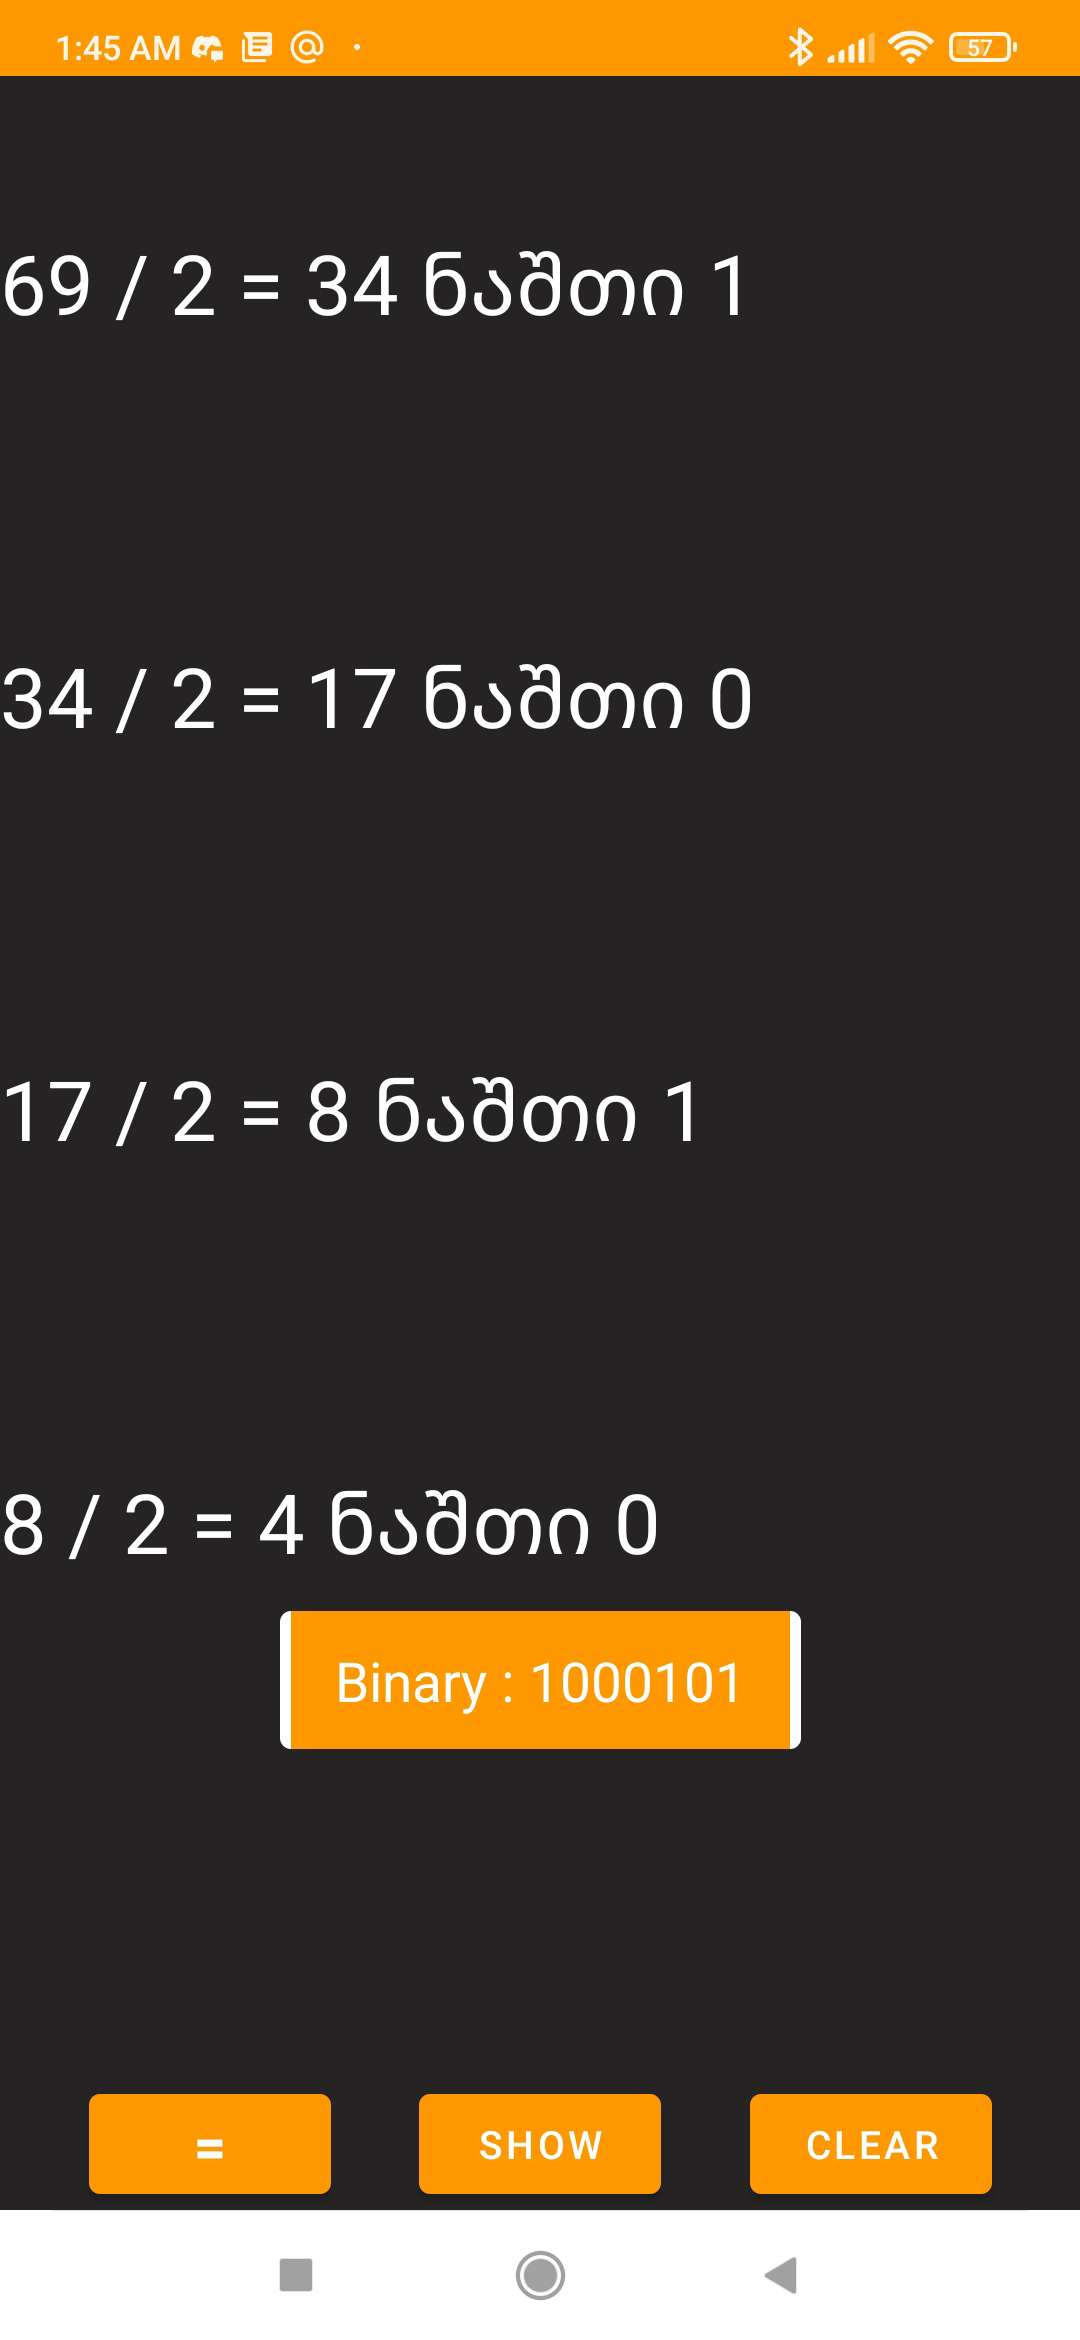 1:45 AM
57
69 / 2 = 34 ნაშთი 1
34 / 2 = 17 ნაშთი 0
17 / 2 = 8 ნაშთი 1
8 / 2 = 4 ნაშთი 0
Binary : 1000101
= SHOW CLEAR